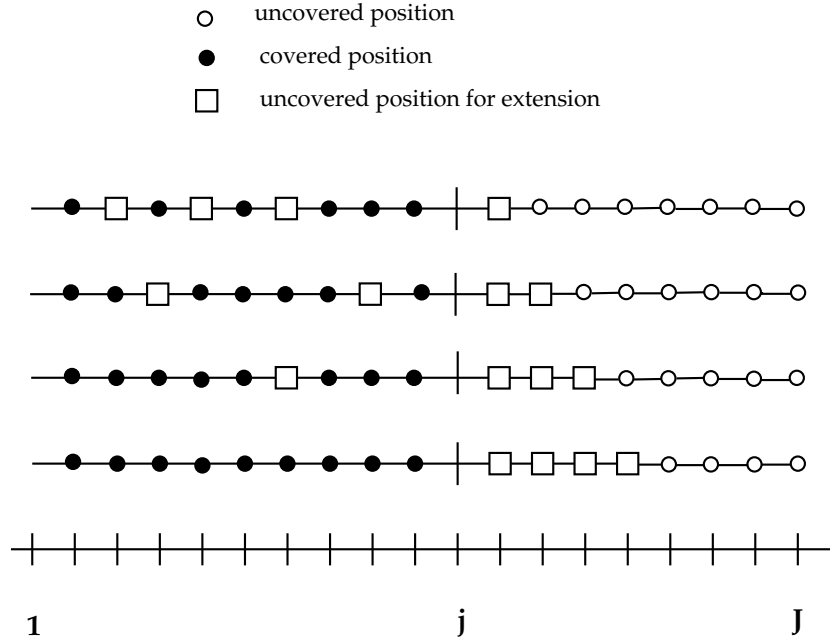 uncovered position
covered position
uncovered position for extension
1 j J